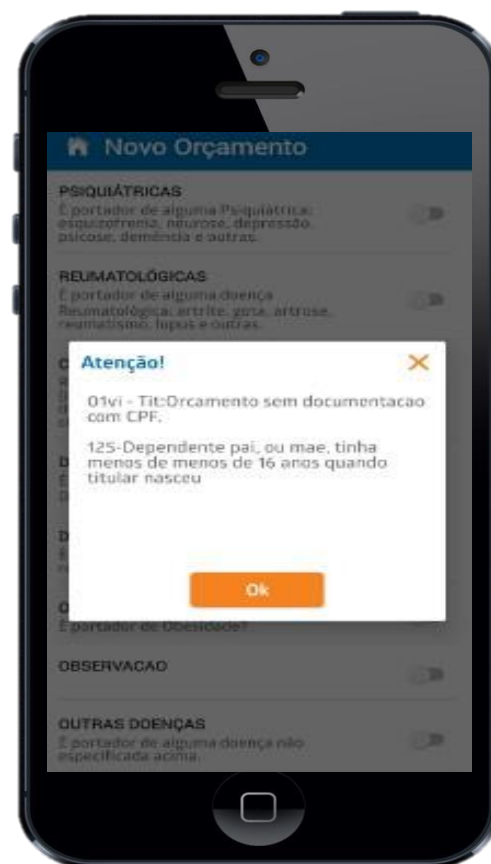 Novo Orçamento
PSIQUIÁTRICAS
É portador de alguma Psiquiátrica:
esquizofrenia, neurose, depressão,
psicose, demência e outras.
REUMATOLÓGICAS
É portador de alguma doença
Reumatológica: artrite, gota, artrose,
reumatismo, lupus e outras.
Atenção!
01vi - Tit:Orcamento sem documentacao
com CPF.
125-Dependente pai, ou mae, tinha
menos de menos de 16 anos quando
titular nasceu
Ok
É portador de Obesidade?
OBSERVACAO
OUTRAS DOENÇAS
É portador de alguma doença não
especificada acima.